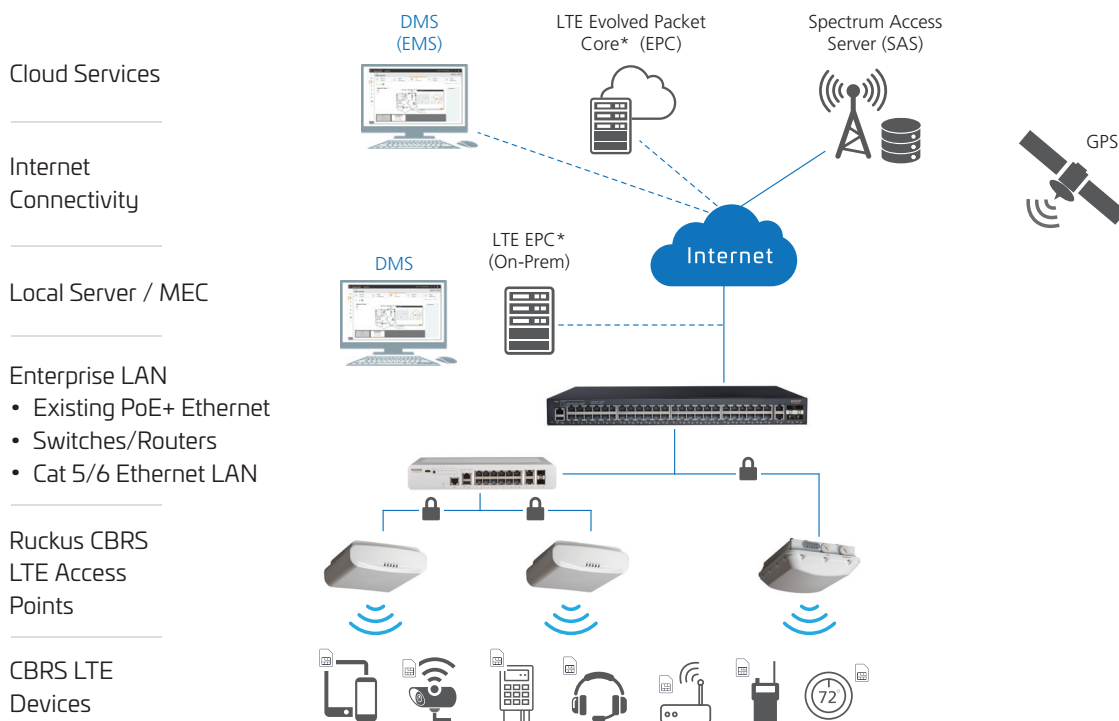 DMS
(EMS)
LTE Evolved Packet
Core* (EPC)
Spectrum Access
Server (SAS)
Cloud Services
GPS
Internet
Connectivity
Internet
LTE EPC*
(On-Prem)
DMS
Local Server / MEC
Enterprise LAN
• Existing PoE+ Ethernet
• Switches/Routers
• Cat 5/6 Ethernet LAN
Ruckus CBRS
LTE Access
Points
CBRS LTE
Devices
72°